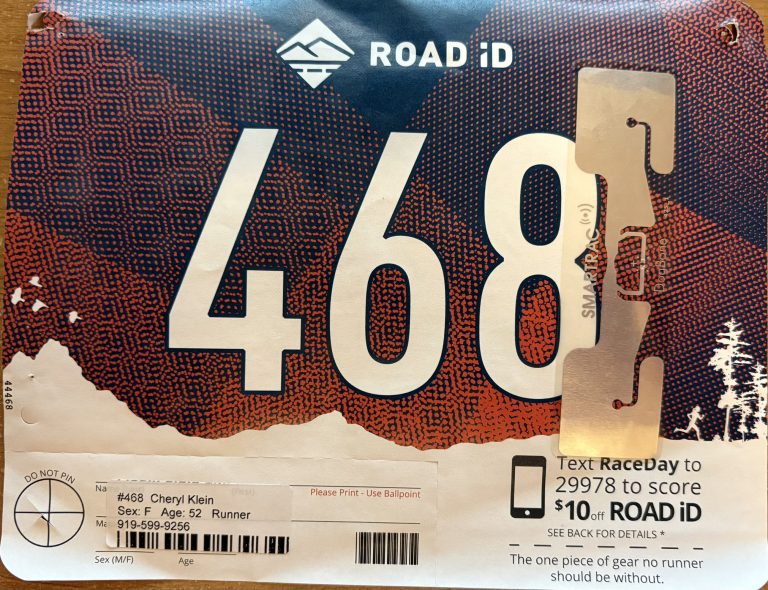 ROAD iD
468
SMARTRAC
DogBone
44468
DO NOT PIN
#468 Cheryl Klein
Sex: F Age: 52 Runner
919-599-9256
Please Print - Use Ballpoint
Sex (M/F) Age
Text RaceDay to
29978 to score
$10 off ROAD iD
SEE BACK FOR DETAILS *
The one piece of gear no runner
should be without.